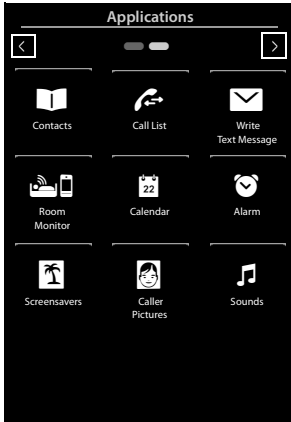 Applications
Contacts
Call List
Write
Text Message
Room
Monitor
22
Calendar
Alarm
Screensavers
Caller
Pictures
Sounds